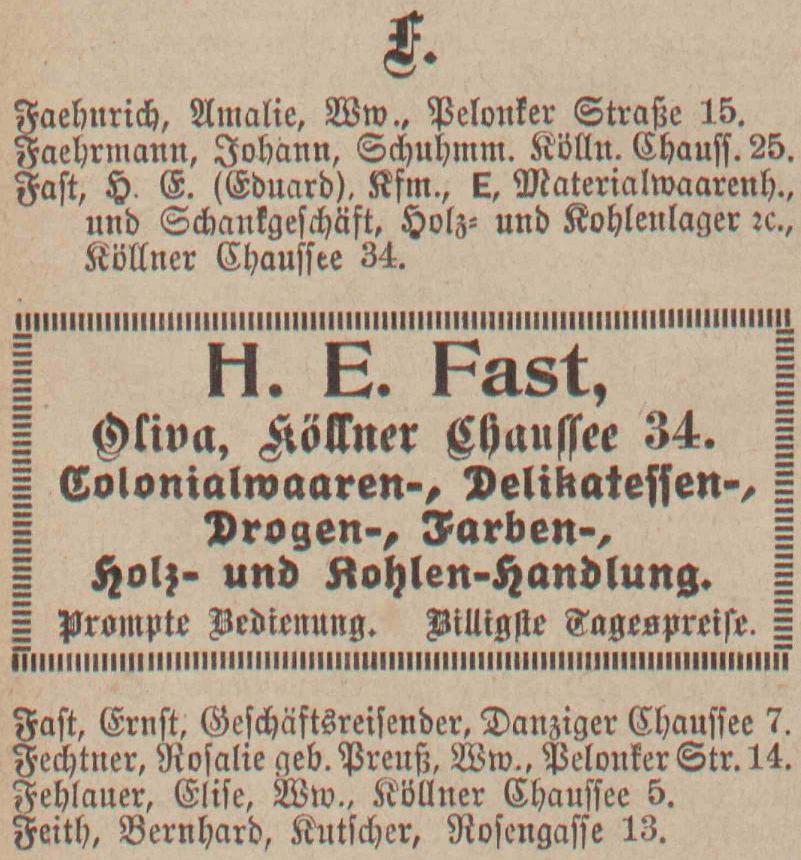 F.
Faehnrich, Amalie, Ww., Pelonker Straße 15.
Faehrmann, Johann, Schuhmm. Kölln. Chauss. 25.
Fast, H. E. (Eduard), Kfm., E, Materialwaarenh.,
und Schankgeschäft, Holz- und Kohlenlager ꝛc.,
Köllner Chaussee 34.
H. E. Fast,
Oliva, Köllner Chaussee 34.
Colonialwaaren-, Delikatessen-,
Drogen-, Farben-,
Holz- und Kohlen-Handlung.
Prompte Bedienung. Billigste Tagespreise.
Fast, Ernst, Geschäftsreisender, Danziger Chaussee 7.
Fechtner, Rosalie geb. Preuß, Ww., Pelonker Str. 14.
Fehlauer, Elise, Ww., Köllner Chaussee 5.
Feith, Bernhard, Kutscher, Rosengasse 13.